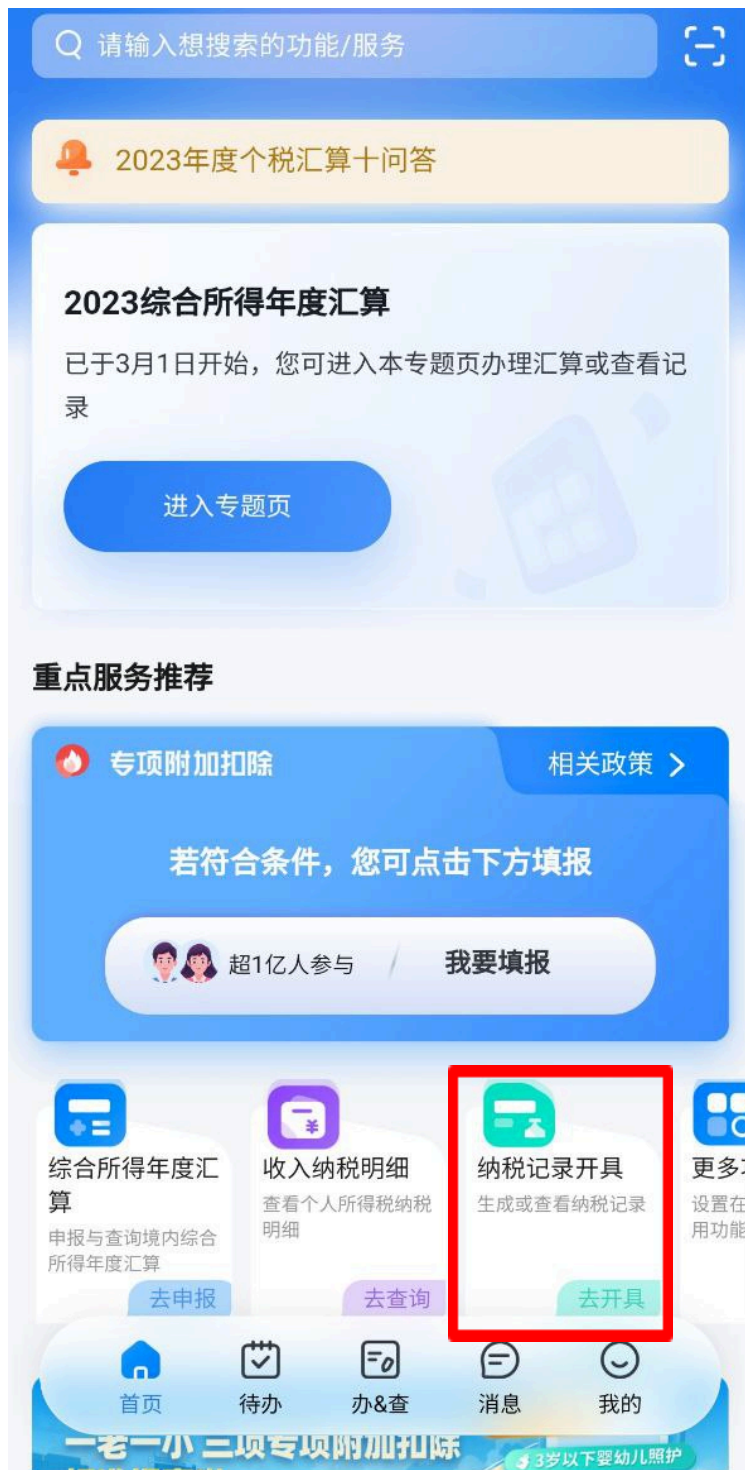 请输入想搜索的功能/服务
2023年度个税汇算十问答
2023综合所得年度汇算
已于3月1日开始，您可进入本专题页办理汇算或查看记
录
进入专题页
重点服务推荐
专项附加扣除
相关政策
若符合条件，您可点击下方填报
超1亿人参与
我要填报
综合所得年度汇
算
申报与查询境内综合
所得年度汇算
去申报
收入纳税明细
查看个人所得税纳税
明细
去查询
纳税记录开具
生成或查看纳税记录
去开具
更多
设置在
用功能
首页
待办
办&查
消息
我的
一老一小 三项专项附加扣除
3岁以下婴幼儿照护